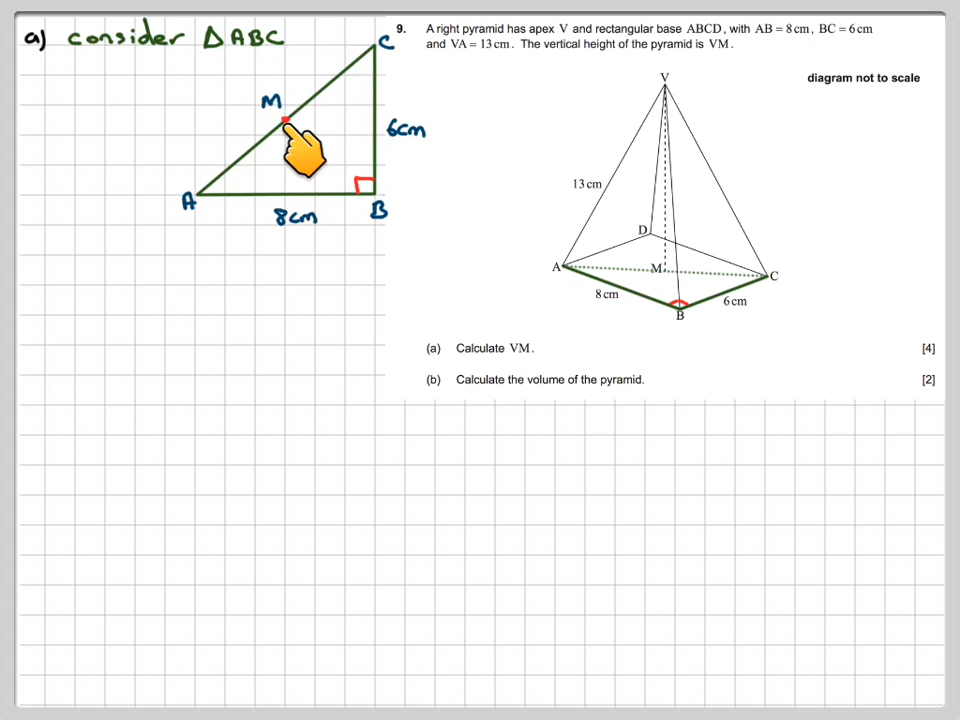 a) consider △ABC
C
M
6cm
A
8cm
B
9. A right pyramid has apex V and rectangular base ABCD, with AB = 8 cm, BC = 6 cm
and VA = 13 cm. The vertical height of the pyramid is VM.
diagram not to scale
V
13 cm
D
A
M
C
8 cm
6 cm
B
(a) Calculate VM. [4]
(b) Calculate the volume of the pyramid. [2]